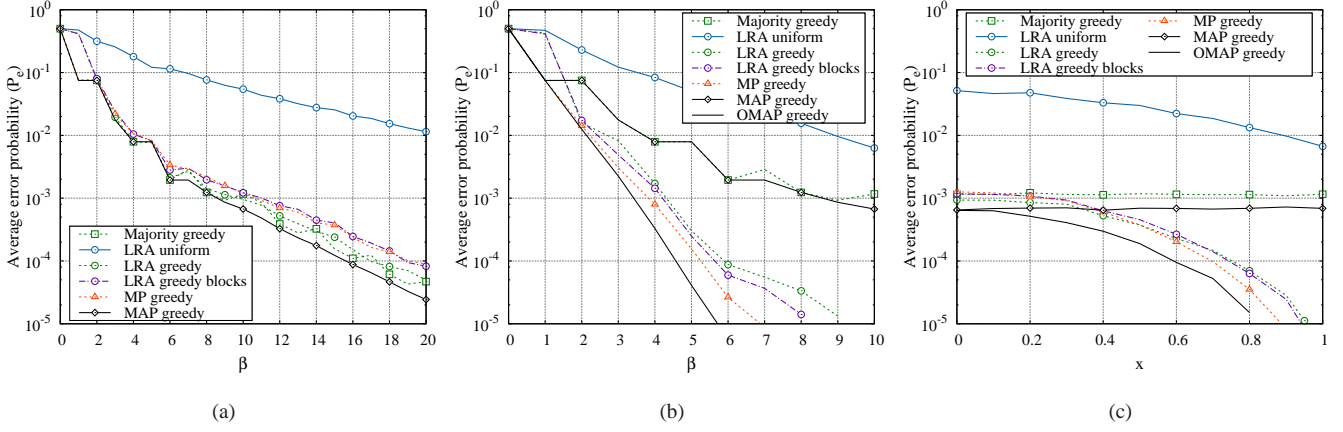 10^0
10^-1
10^-2
10^-3
10^-4
10^-5
Average error probability (P_e)
0 2 4 6 8 10 12 14 16 18 20
β
Majority greedy
LRA uniform
LRA greedy
LRA greedy blocks
MP greedy
MAP greedy
(a)
10^0
10^-1
10^-2
10^-3
10^-4
10^-5
Average error probability (P_e)
0 1 2 3 4 5 6 7 8 9 10
β
Majority greedy
LRA uniform
LRA greedy
LRA greedy blocks
MP greedy
MAP greedy
OMAP greedy
(b)
10^0
10^-1
10^-2
10^-3
10^-4
10^-5
Average error probability (P_e)
0 0.2 0.4 0.6 0.8 1
x
Majority greedy
LRA uniform
LRA greedy
LRA greedy blocks
MP greedy
MAP greedy
OMAP greedy
(c)